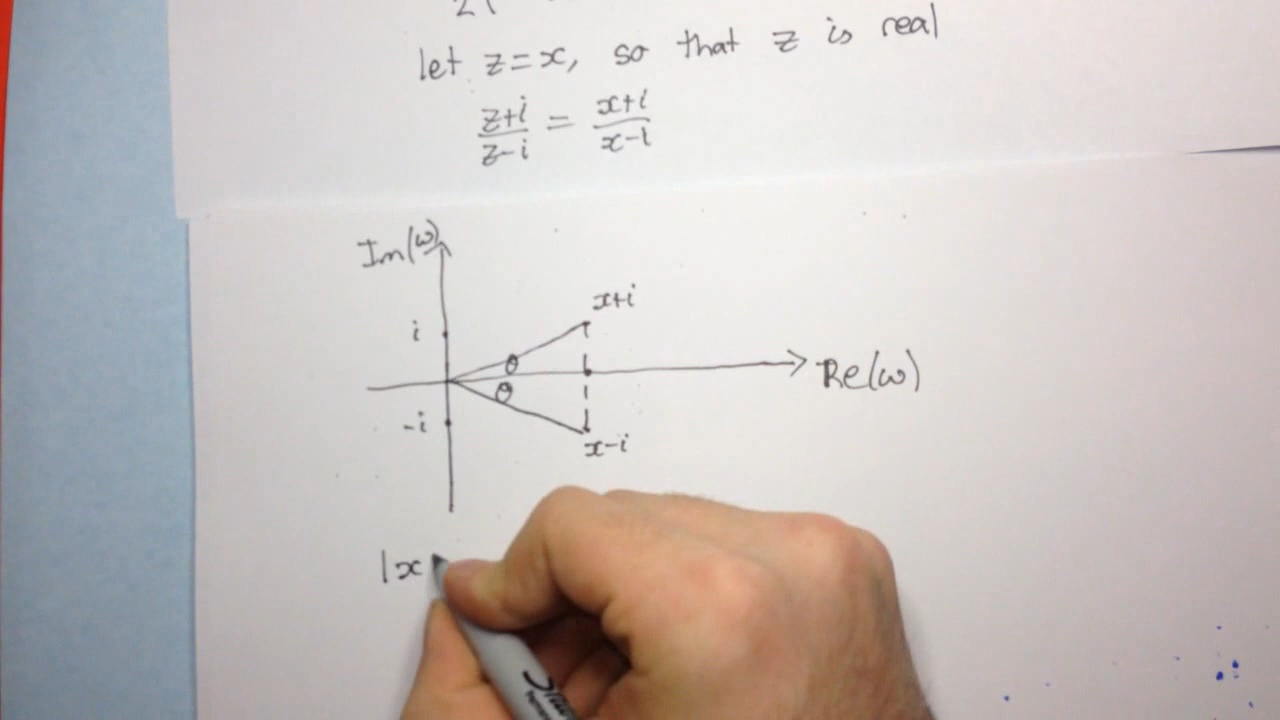 let z=x, so that z is real
z+i/z-i = x+i/x-i
Im(ω)
x+i
i
θ
Re(ω)
θ
-i
x-i
|x